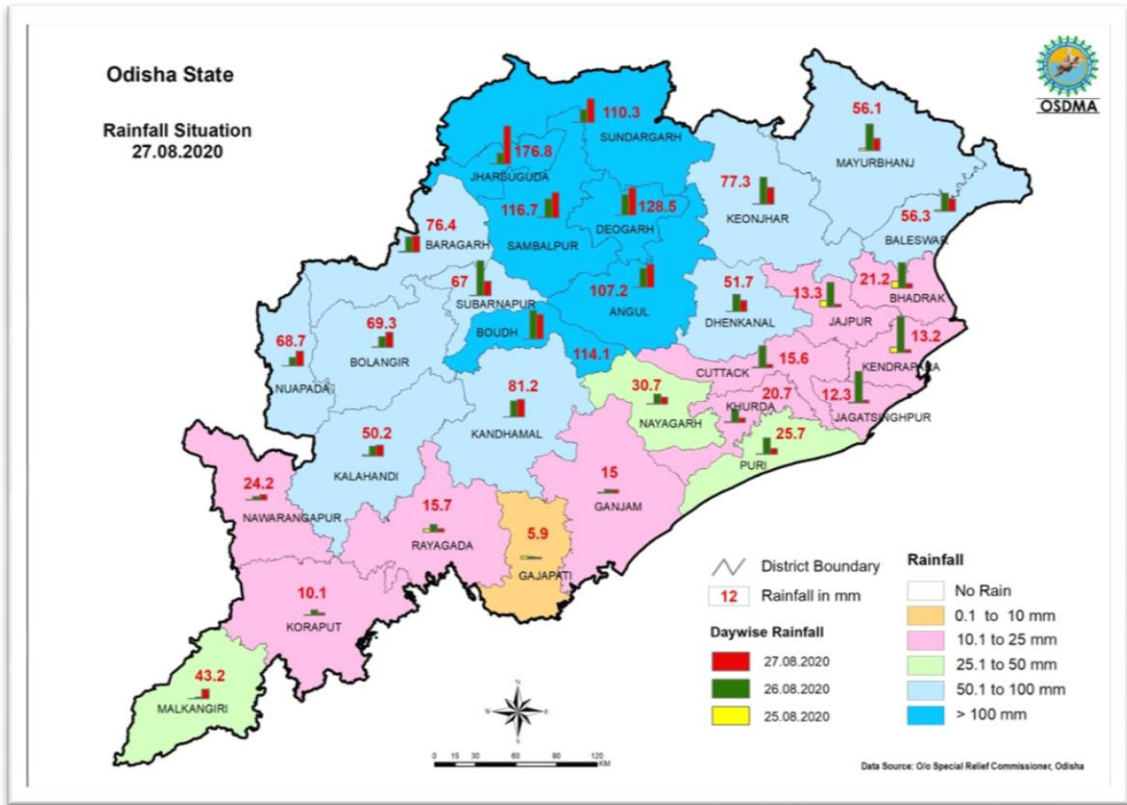 Odisha State
Rainfall Situation
27.08.2020
OSDMA
110.3
SUNDARGARH
176.8
JHARSUGUDA
116.7
SAMBALPUR
128.5
DEOGARH
56.1
MAYURBHANJ
77.3
KEONJHAR
56.3
BALESWAR
76.4
BARAGARH
67
SUBARNAPUR
107.2
ANGUL
51.7
DHENKANAL
13.3
JAJPUR
21.2
BHADRAK
68.7
NUAPADA
69.3
BOLANGIR
BOUDH
114.1
15.6
CUTTACK
13.2
KENDRAPARA
81.2
KANDHAMAL
30.7
NAYAGARH
20.7
KHURDA
12.3
JAGATSINGHPUR
50.2
KALAHANDI
25.7
PURI
24.2
NAWARANGAPUR
15.7
RAYAGADA
5.9
GAJAPATI
15
GANJAM
10.1
KORAPUT
43.2
MALKANGIRI
District Boundary
12 Rainfall in mm
Daywise Rainfall
27.08.2020
26.08.2020
25.08.2020
Rainfall
No Rain
0.1 to 10 mm
10.1 to 25 mm
25.1 to 50 mm
50.1 to 100 mm
> 100 mm
N
W E
S
0 15 30 60 90 120
KM
Data Source: O/o Special Relief Commissioner, Odisha